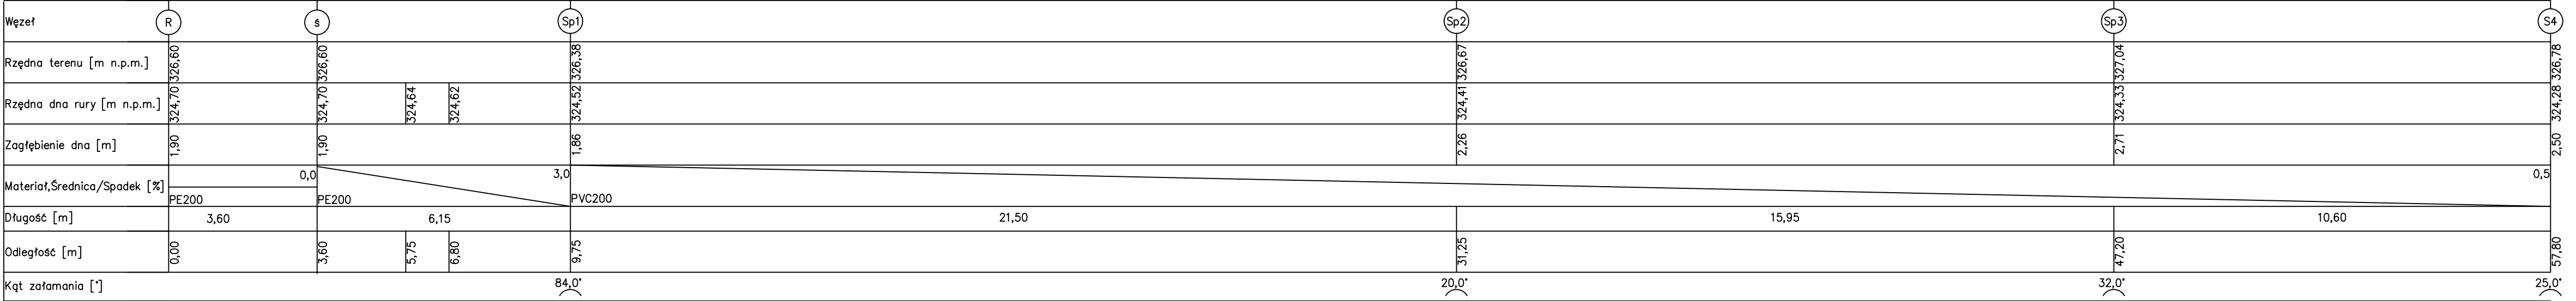 Węzeł R ś Sp1 Sp2 Sp3 S4
Rzędna terenu [m n.p.m.] 326,60 326,60 326,38 326,67 327,04 326,78
Rzędna dna rury [m n.p.m.] 324,70 324,70 324,64 324,62 324,52 324,41 324,33 324,28
Zagłębienie dna [m] 1,90 1,90 1,86 2,26 2,71 2,50
Materiał,Średnica/Spadek [%] 0,0 3,0 0,5
PE200 PE200 PVC200
Długość [m] 3,60 6,15 21,50 15,95 10,60
Odległość [m] 0,00 3,60 5,75 6,80 9,75 31,25 47,20 57,80
Kąt załamania [°] 84,0° 20,0° 32,0° 25,0°